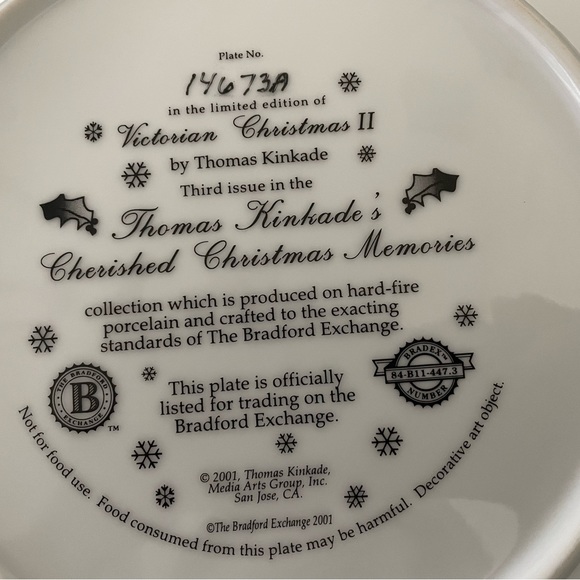 Plate No.
14673A
in the limited edition of
Victorian Christmas II
by Thomas Kinkade
Third issue in the
Thomas Kinkade's
Cherished Christmas Memories
collection which is produced on hard-fire
porcelain and crafted to the exacting
standards of The Bradford Exchange.
THE BRADFORD
B
EXCHANGE
TM
This plate is officially
listed for trading on the
Bradford Exchange.
BRADEX™
84-B11-447.3
NUMBER
© 2001, Thomas Kinkade,
Media Arts Group, Inc.
San Jose, CA.
©The Bradford Exchange 2001
Not for food use. Food consumed from this plate may be harmful. Decorative art object.